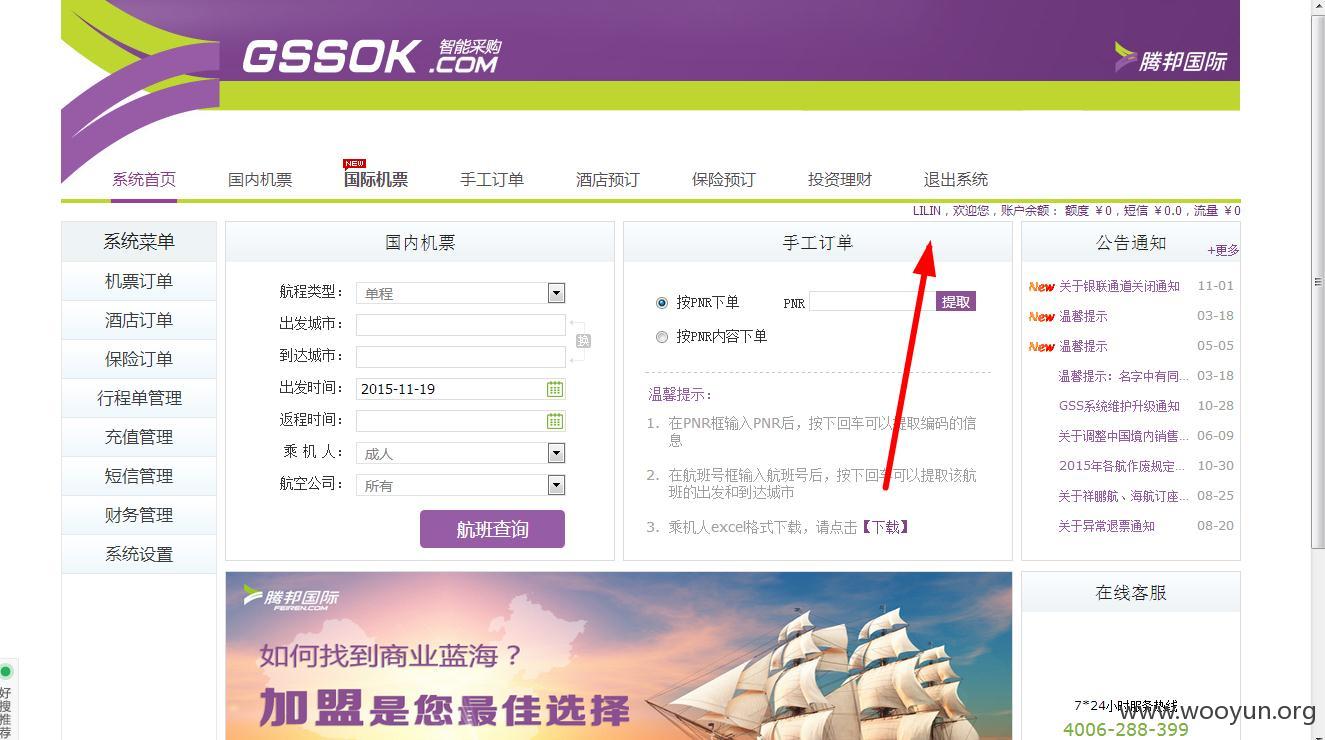 GSSOK .COM 智能采购
腾邦国际
系统首页 国内机票 NEW 国际机票 手工订单 酒店预订 保险预订 投资理财 退出系统
LILIN，欢迎您，账户余额： 额度 ￥0，短信 ￥0.0，流量 ￥0
系统菜单
机票订单
酒店订单
保险订单
行程单管理
充值管理
短信管理
财务管理
系统设置
国内机票
航程类型： 单程
出发城市：
换
到达城市：
出发时间： 2015-11-19
返程时间：
乘 机 人： 成人
航空公司： 所有
航班查询
手工订单
按PNR下单 PNR 提取
按PNR内容下单
温馨提示：
1. 在PNR框输入PNR后，按下回车可以提取编码的信
息
2. 在航班号框输入航班号后，按下回车可以提取该航
班的出发和到达城市
3. 乘机人excel格式下载，请点击【下载】
公告通知 +更多
New 关于银联通道关闭通知 11-01
New 温馨提示 03-18
New 温馨提示 05-05
温馨提示：名字中有同... 03-18
GSS系统维护升级通知 10-28
关于调整中国境内销售... 06-09
2015年各航作废规定... 10-30
关于祥鹏航、海航订座... 08-25
关于异常退票通知 08-20
腾邦国际
FEIREN.COM
如何找到商业蓝海？
加盟是您最佳选择
在线客服
7*24小时服务热线
4006-288-399
www.wooyun.org
好搜推荐